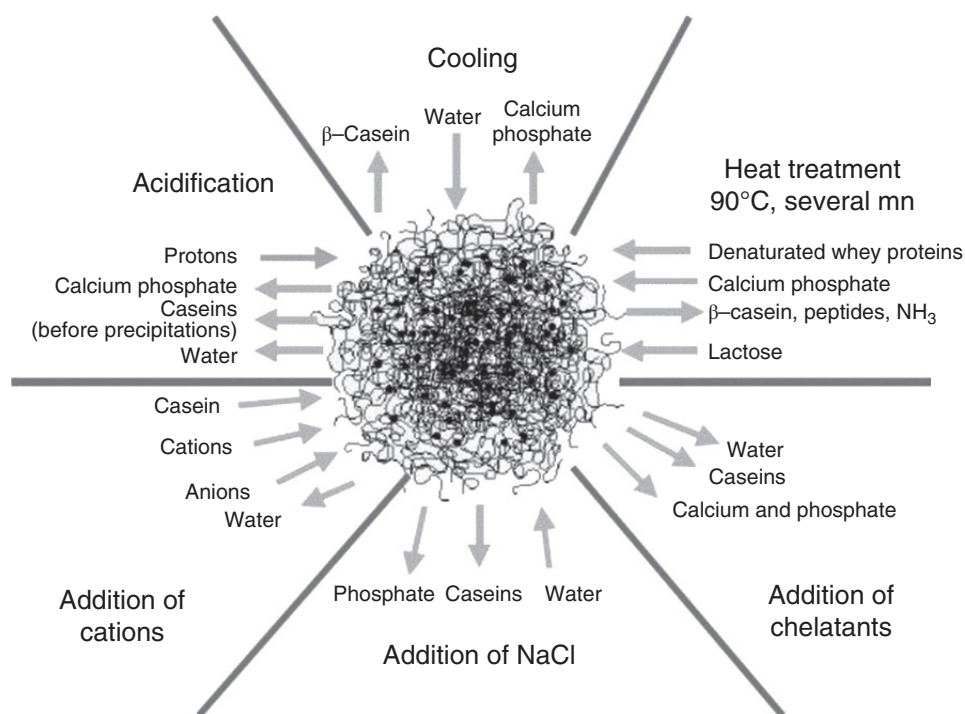 Cooling
β–Casein
Water
Calcium
phosphate
Acidification
Protons
Calcium phosphate
Caseins
(before precipitations)
Water
Heat treatment
90°C, several mn
Denaturated whey proteins
Calcium phosphate
β–casein, peptides, NH₃
Lactose
Casein
Cations
Anions
Water
Addition of
cations
Phosphate
Caseins
Water
Addition of NaCl
Water
Caseins
Calcium and phosphate
Addition of
chelatants